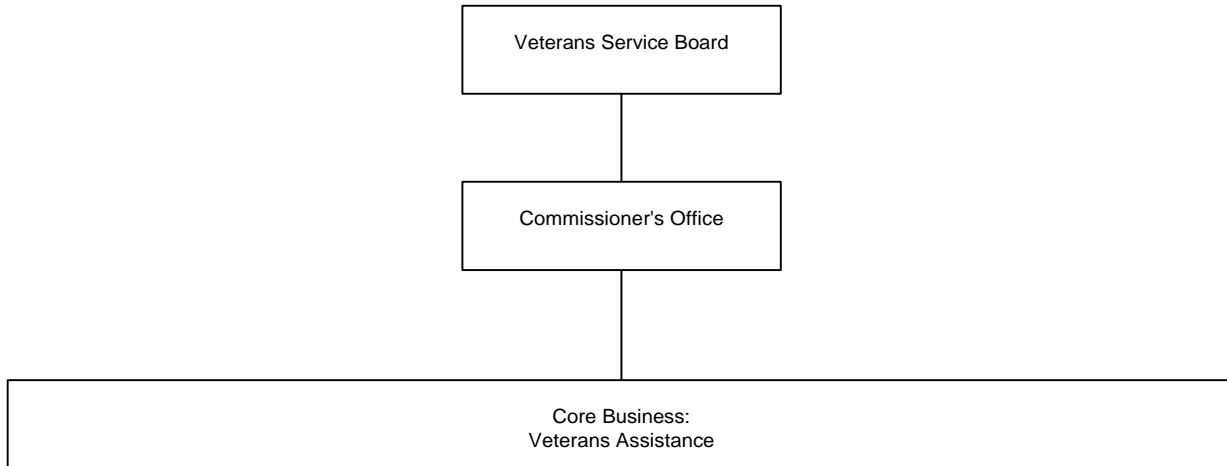 Veterans Service Board
Commissioner's Office
Core Business:
Veterans Assistance